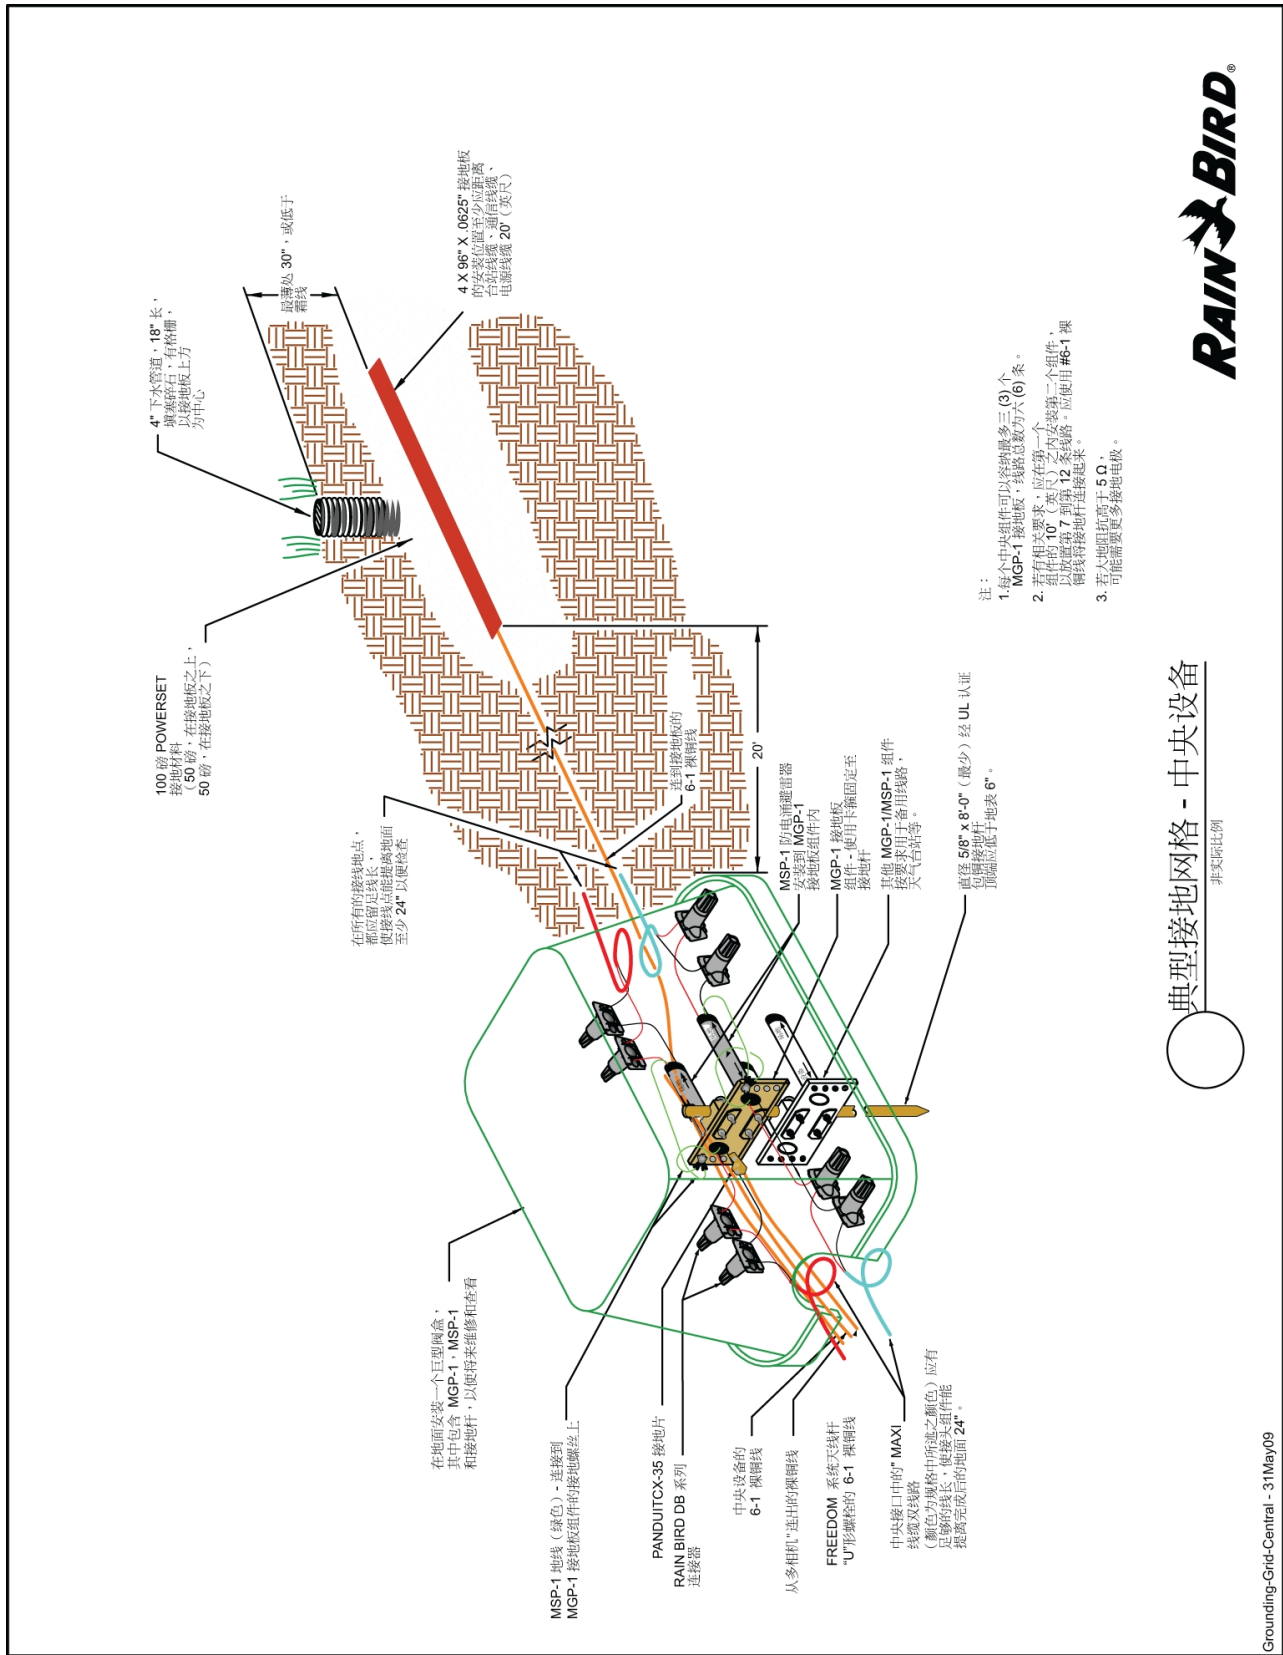 4" 下水管道，18" 长，
填塞碎石，有格栅，
以接地板上方
为中心
最薄处 30"，或低于
霜线
4 X 96" X .0625" 接地板
的安装位置至少应距离
台站线缆、通信线缆、
电源线缆 20'（英尺）
100 磅 POWERSET
接地材料
（50 磅，在接地板之上，
50 磅，在接地板之下）
在所有的接线地点，
都应留足线长，
使接线点能提离地面
至少 24" 以便检查
连到接地板的
6-1 裸铜线
20'
MSP-1 防电涌避雷器
安装到 MGP-1
接地板组件内
MGP-1 接地板
组件 - 使用卡箍固定至
接地杆
其他 MGP-1/MSP-1 组件
按要求用于备用线路，
天气台站等。
直径 5/8" x 8'-0"（最少）经 UL 认证
包铜接地杆
顶端应低于地表 6"。
在地面安装一个巨型阀盒，
其中包含 MGP-1，MSP-1
和接地杆，以便将来维修和查看
MSP-1 地线（绿色）- 连接到
MGP-1 接地板组件的接地螺丝上
PANDUITCX-35 接地片
RAIN BIRD DB 系列
连接器
中央设备的
6-1 裸铜线
从多相机"连出的裸铜线
FREEDOM 系统天线杆
"U"形螺栓的 6-1 裸铜线
中央接口中的" MAXI
线缆双线路
（颜色为规格中所述之颜色）应有
足够的线长，使接头组件能
提离完成后的地面 24"。
注：
1.每个中央组件可以容纳最多三 (3)个
MGP-1 接地板，线路总数为六 (6) 条。
2. 若有相关要求，应在第一个
组件的 10'（英尺）之内安装第二个组件，
以放置第 7 到第 12 条线路。应使用 #6-1 裸
铜线将接地杆连接起来。
3. 若大地阻抗高于 5 Ω，
可能需要更多接地电极。
典型接地网格 - 中央设备
非实际比例
RAIN BIRD®
Grounding-Grid-Central - 31May09